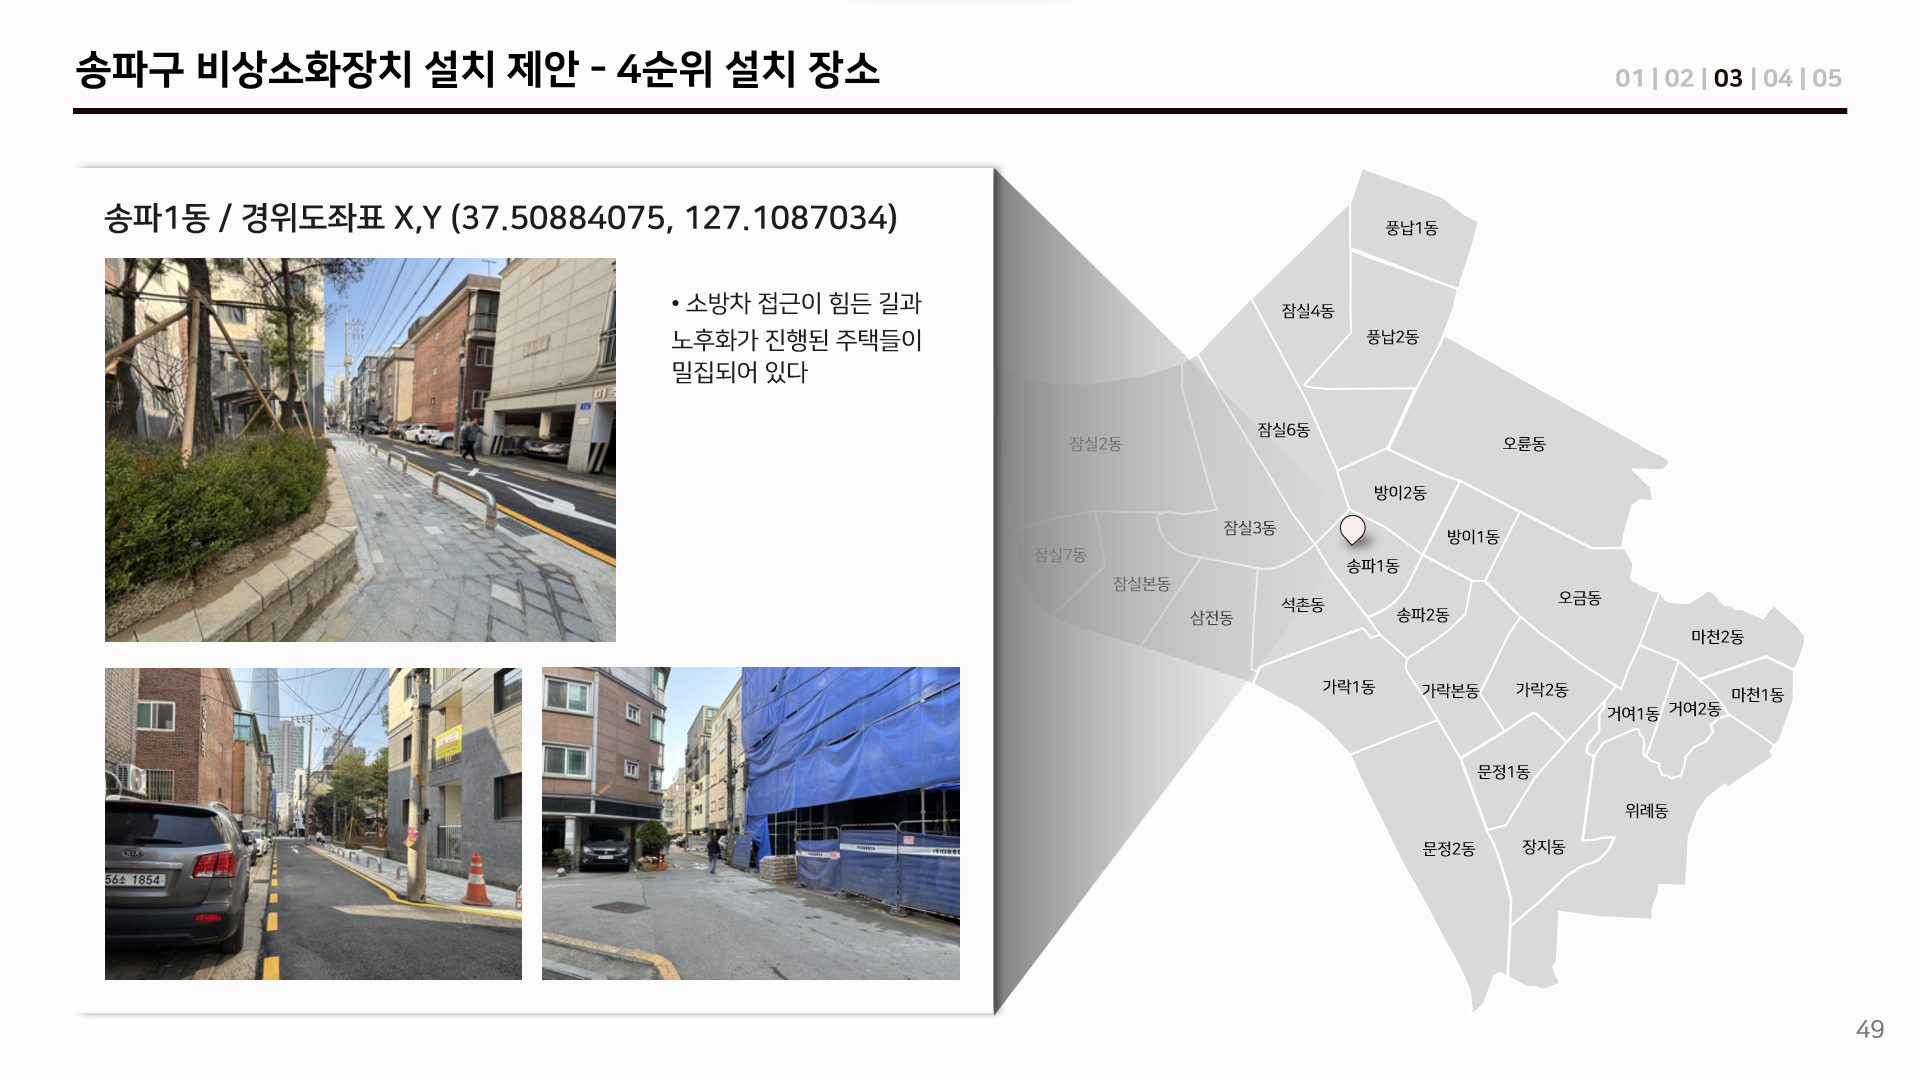 송파구 비상소화장치 설치 제안 - 4순위 설치 장소
01 | 02 | 03 | 04 | 05
송파1동 / 경위도좌표 X,Y (37.50884075, 127.1087034)
• 소방차 접근이 힘든 길과
노후화가 진행된 주택들이
밀집되어 있다
KIA
56소 1854
풍납1동
잠실4동
풍납2동
잠실6동
잠실2동
오륜동
방이2동
잠실3동
방이1동
잠실7동
송파1동
잠실본동
오금동
석촌동
삼전동
송파2동
마천2동
가락1동
가락본동
가락2동
마천1동
거여1동
거여2동
문정1동
위례동
문정2동
장지동
49